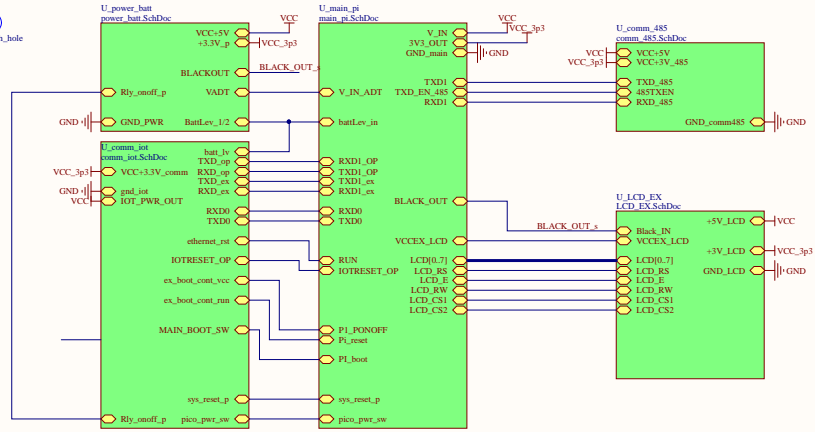 n_hole
U_power_batt
power_batt.SchDoc
VCC+5V
VCC
+3.3V_p
VCC_3p3
BLACKOUT
BLACK_OUT_s
Rly_onoff_p
VADT
GND
GND_PWR
BattLev_1/2
U_comm_iot
comm_iot.SchDoc
batt_lv
TXD_op
VCC_3p3
VCC+3.3V_comm
RXD_op
TXD_ex
GND
gnd_iot
RXD_ex
VCC
IOT_PWR_OUT
RXD0
TXD0
ethernet_rst
IOTRESET_OP
ex_boot_cont_vcc
ex_boot_cont_run
MAIN_BOOT_SW
sys_reset_p
Rly_onoff_p
pico_pwr_sw
U_main_pi
main_pi.SchDoc
V_IN
VCC
3V3_OUT
VCC_3p3
GND_main
GND
TXD1
V_IN_ADT
TXD_EN_485
RXD1
battLev_in
RXD1_OP
TXD1_OP
TXD1_ex
RXD1_ex
BLACK_OUT
RXD0
TXD0
VCCEX_LCD
RUN
LCD[0..7]
IOTRESET_OP
LCD_RS
LCD_E
LCD_RW
LCD_CS1
LCD_CS2
P1_PONOFF
Pi_reset
PI_boot
sys_reset_p
pico_pwr_sw
U_comm_485
comm_485.SchDoc
VCC
VCC+5V
VCC_3p3
VCC+3V_485
TXD_485
485TXEN
RXD_485
GND_comm485
GND
U_LCD_EX
LCD_EX.SchDoc
+5V_LCD
VCC
BLACK_OUT_s
Black_IN
VCCEX_LCD
+3V_LCD
VCC_3p3
LCD[0..7]
LCD_RS
GND_LCD
GND
LCD_E
LCD_RW
LCD_CS1
LCD_CS2